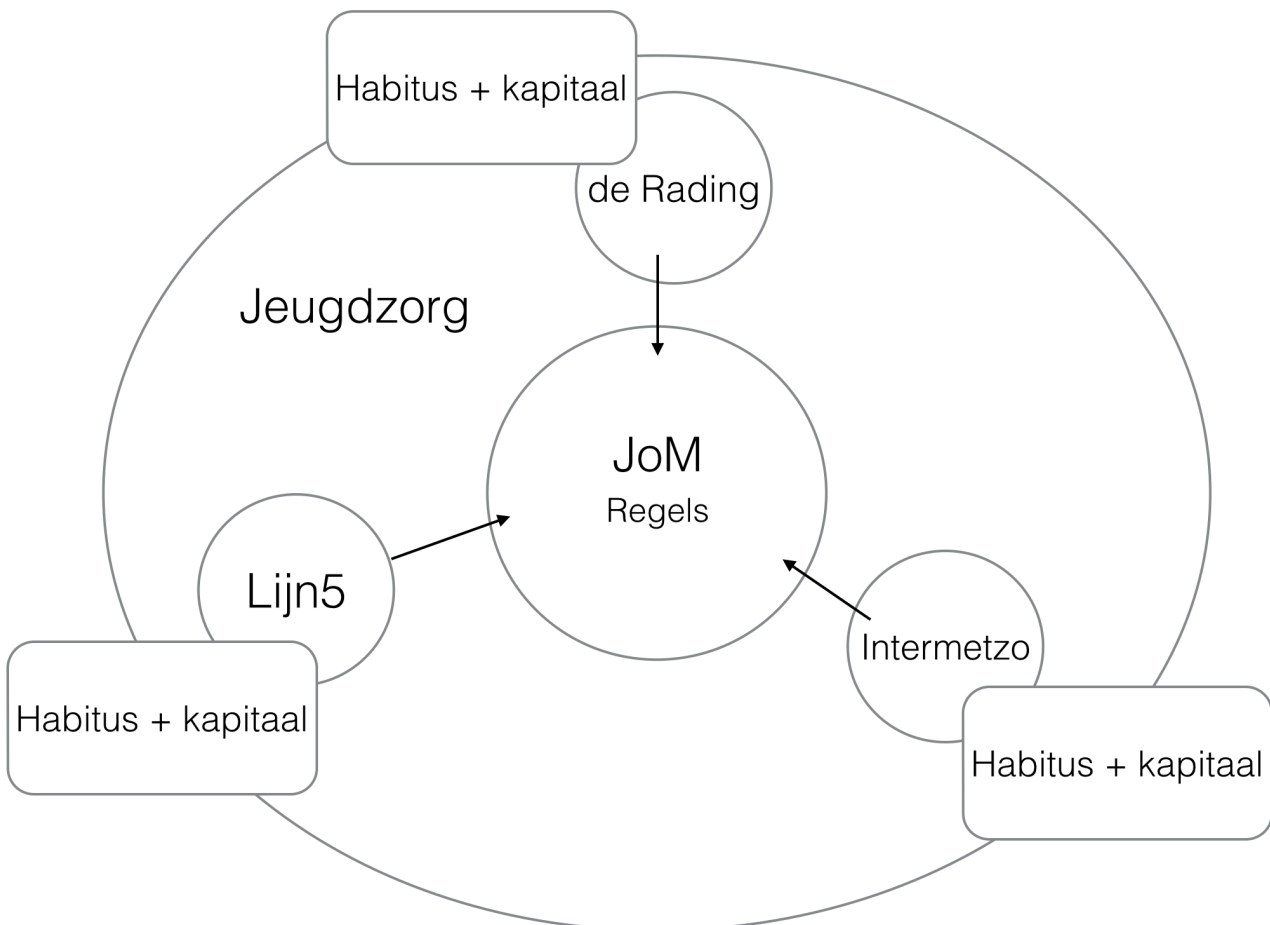 Habitus + kapitaal
de Rading
Jeugdzorg
JoM
Regels
Lijn5
Intermetzo
Habitus + kapitaal
Habitus + kapitaal